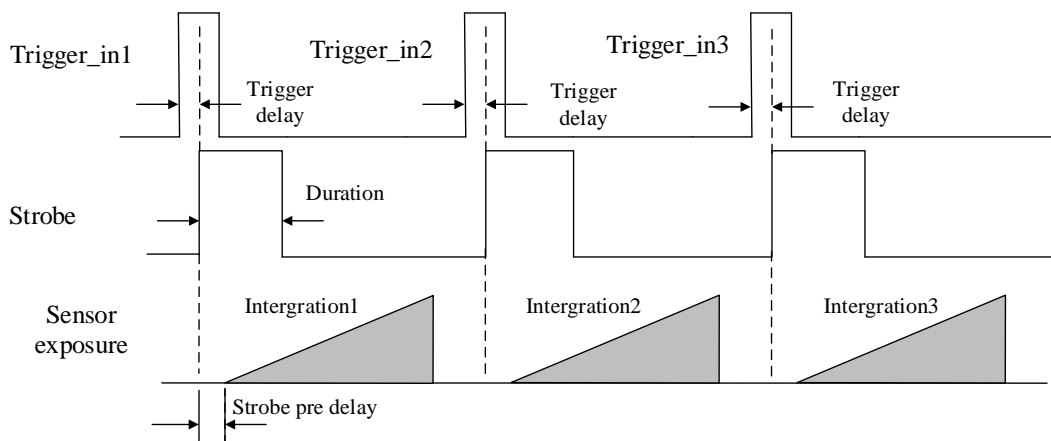 Trigger_in1
Trigger_in2
Trigger_in3
Trigger
delay
Trigger
delay
Trigger
delay
Duration
Strobe
Intergration1
Intergration2
Intergration3
Sensor
exposure
Strobe pre delay